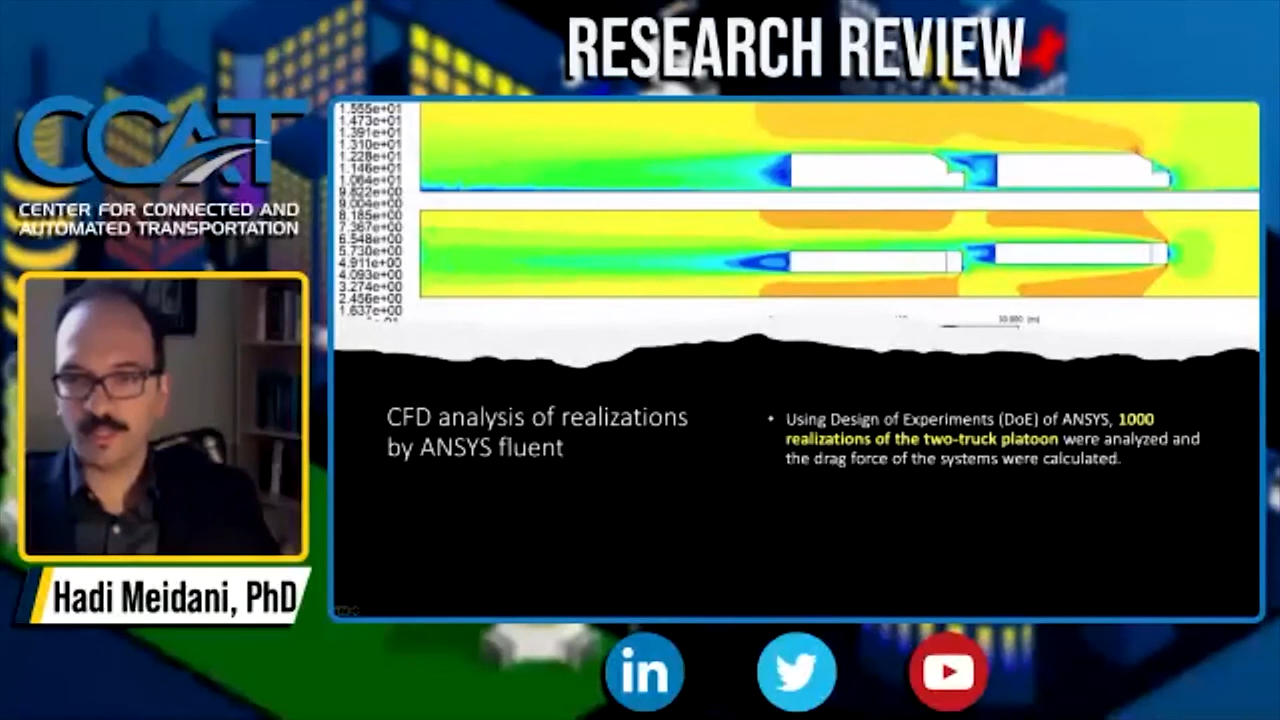 RESEARCH REVIEW
CCAT
CENTER FOR CONNECTED AND
AUTOMATED TRANSPORTATION
1.555e+01
1.473e+01
1.391e+01
1.310e+01
1.228e+01
1.146e+01
1.064e+01
9.822e+00
9.004e+00
8.185e+00
7.367e+00
6.548e+00
5.730e+00
4.911e+00
4.093e+00
3.274e+00
2.456e+00
1.637e+00
CFD analysis of realizations
by ANSYS fluent
• Using Design of Experiments (DoE) of ANSYS, 1000
realizations of the two-truck platoon were analyzed and
the drag force of the systems were calculated.
Hadi Meidani, PhD
in